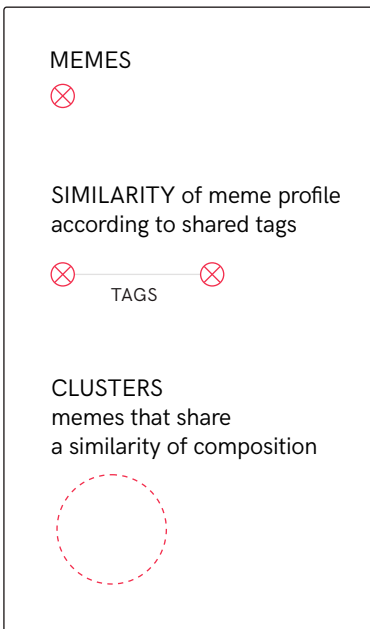 MEMES
SIMILARITY of meme profile
according to shared tags
TAGS
CLUSTERS
memes that share
a similarity of composition